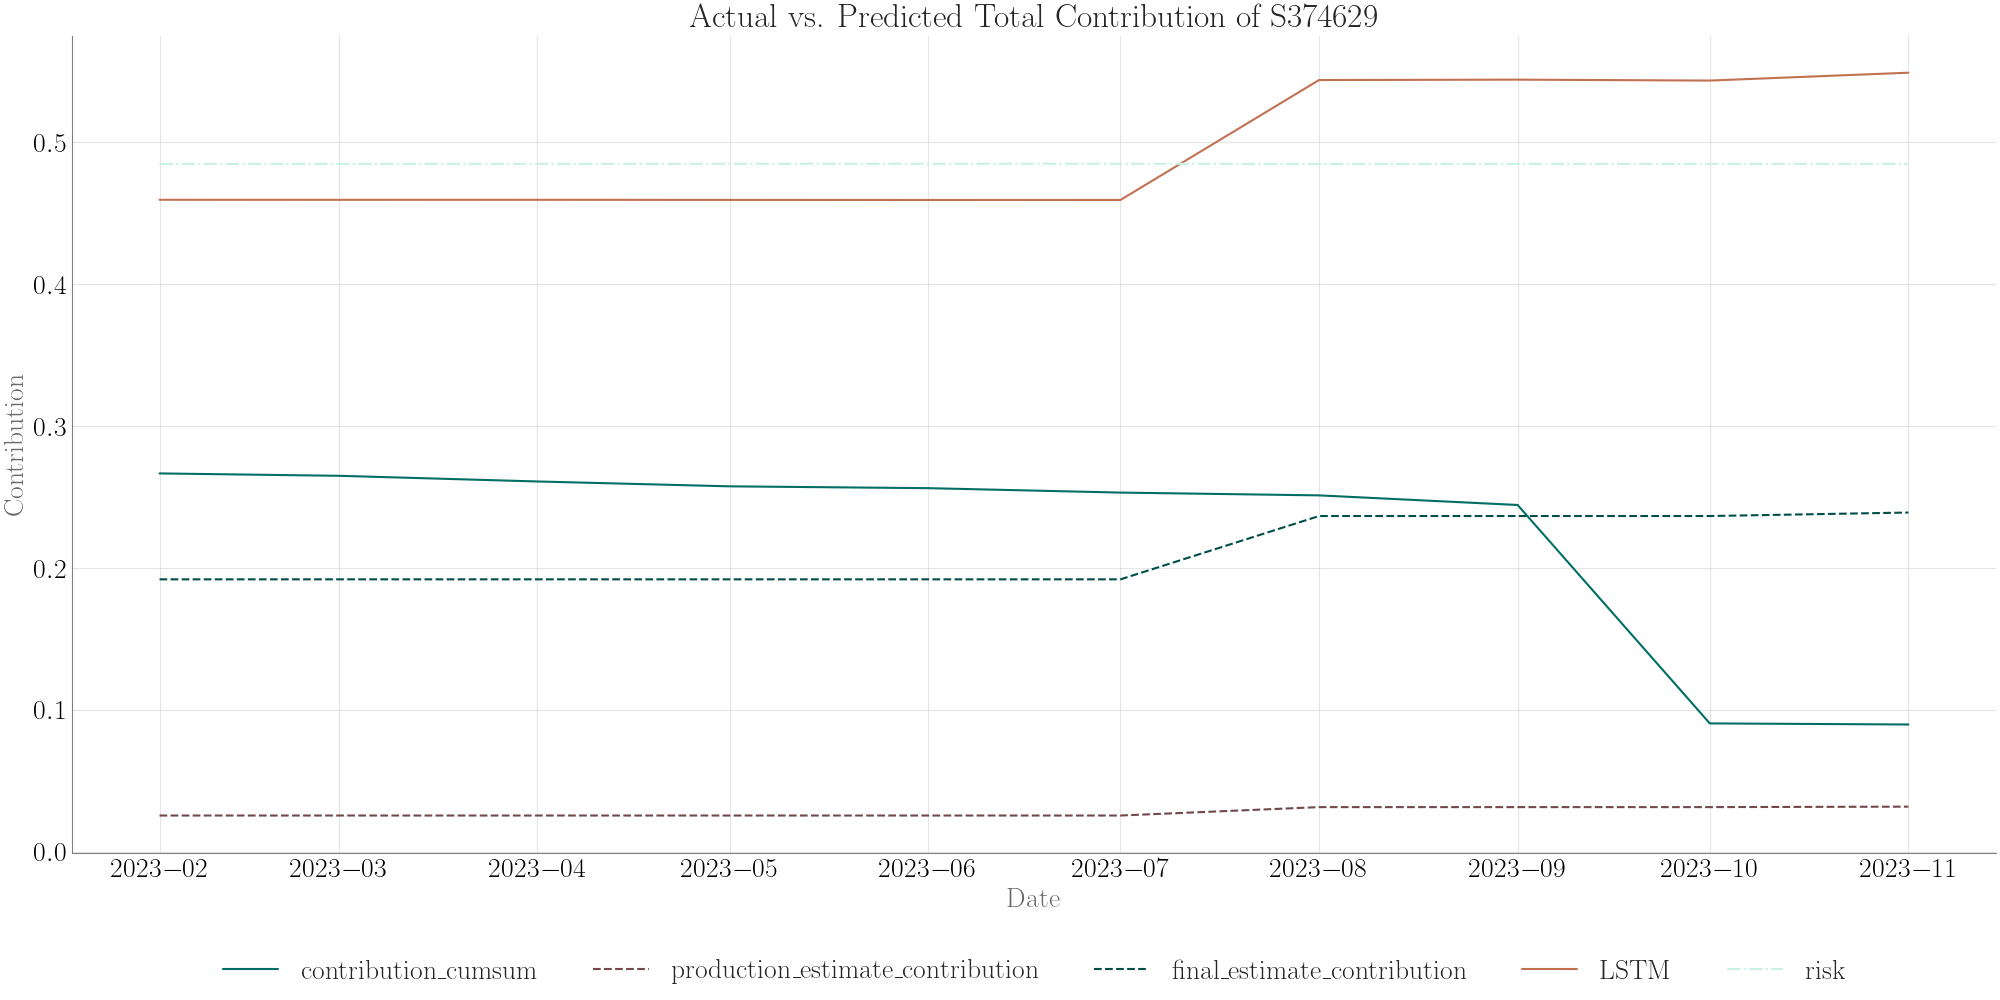 Actual vs. Predicted Total Contribution of S374629
0.5
0.4
0.3
0.2
0.1
0.0
Contribution
2023−02 2023−03 2023−04 2023−05 2023−06 2023−07 2023−08 2023−09 2023−10 2023−11
Date
contribution_cumsum production_estimate_contribution final_estimate_contribution LSTM risk